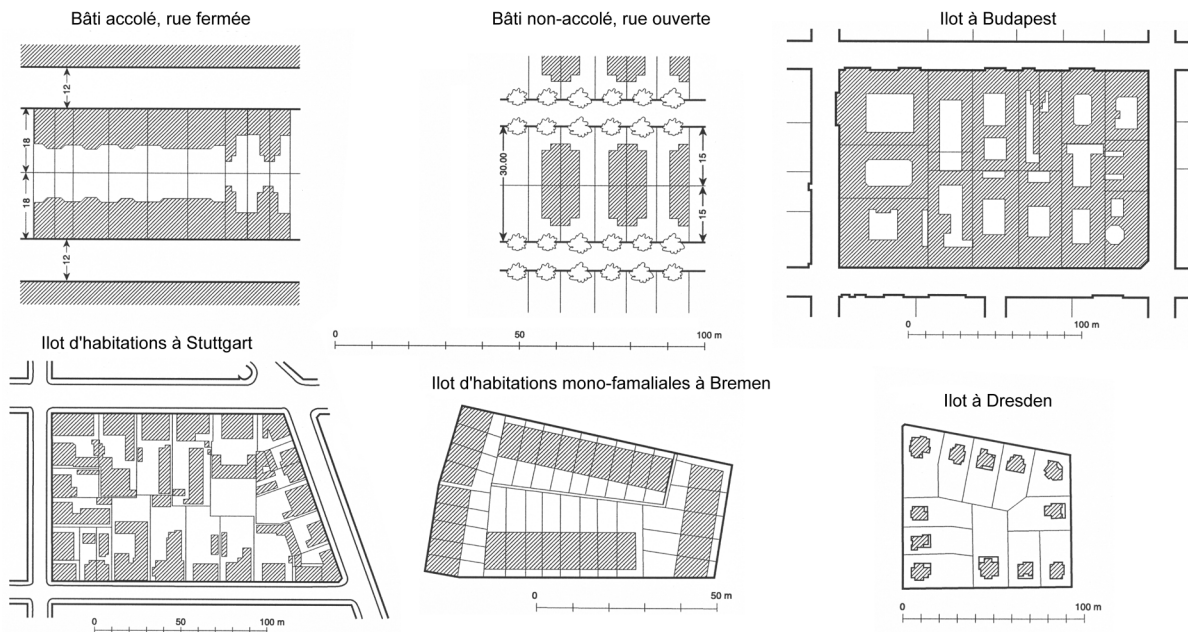 Bâti accolé, rue fermée
Bâti non-accolé, rue ouverte
Ilot à Budapest
12
18
18
12
30.00
15
15
0 50 100 m
0 100 m
Ilot d'habitations à Stuttgart
Ilot d'habitations mono-famaliales à Bremen
Ilot à Dresden
0 50 100 m
0 50 m
0 100 m